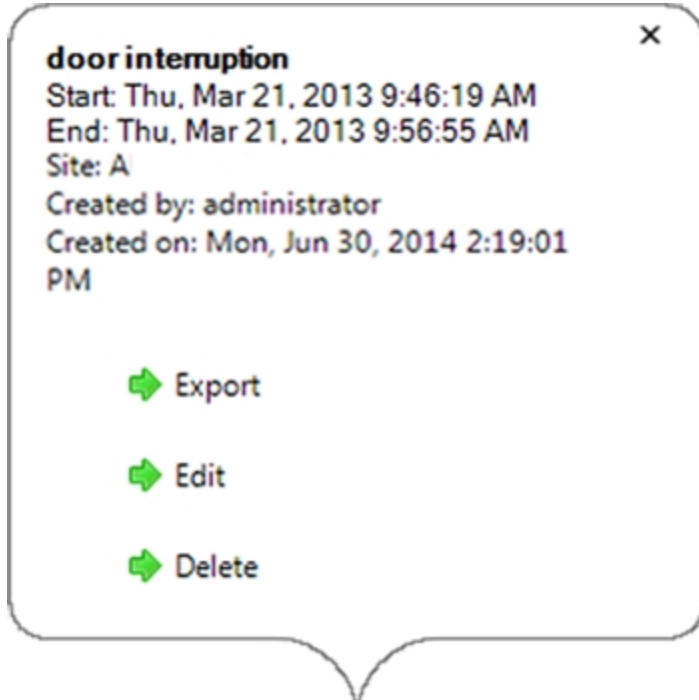 door interruption
Start: Thu, Mar 21, 2013 9:46:19 AM
End: Thu, Mar 21, 2013 9:56:55 AM
Site: A
Created by: administrator
Created on: Mon, Jun 30, 2014 2:19:01
PM
Export
Edit
Delete